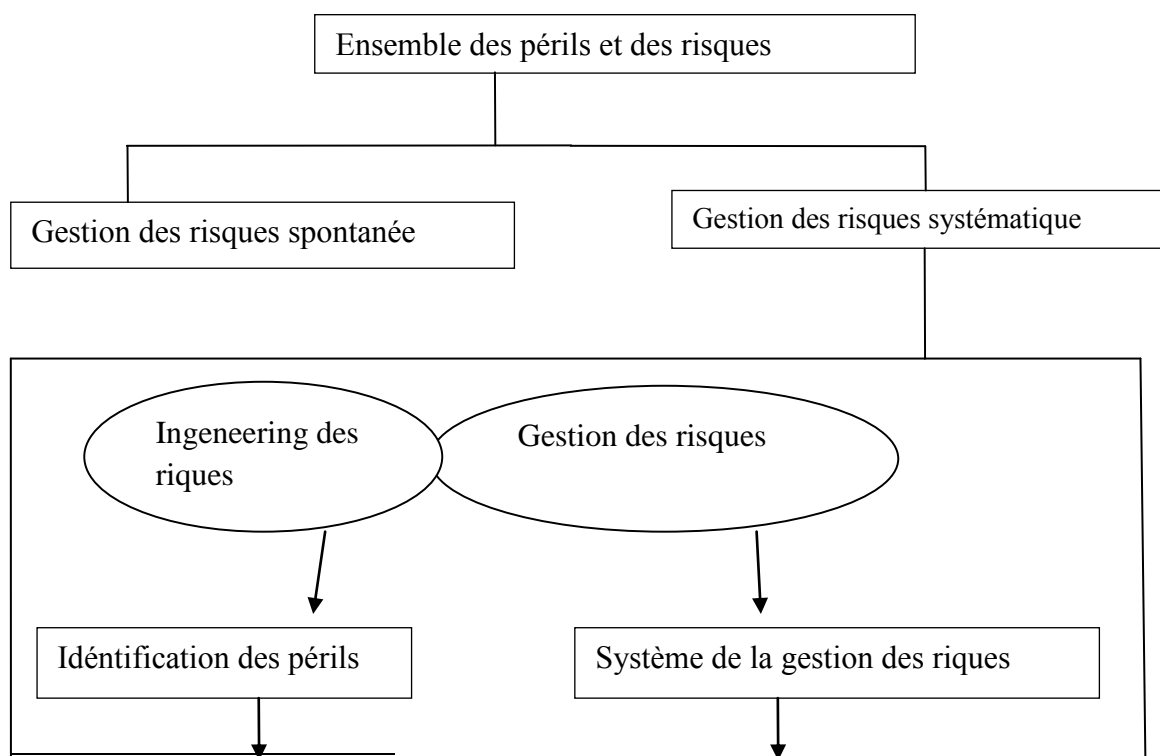 Ensemble des périls et des risques
Gestion des risques spontanée
Gestion des risques systématique
Ingeneering des
riques
Gestion des risques
Idéntification des périls
Système de la gestion des riques